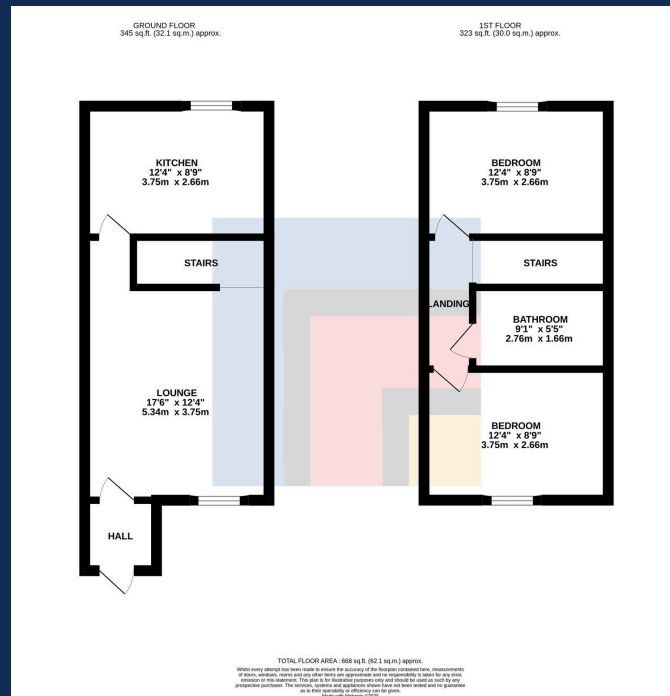 GROUND FLOOR
345 sq.ft. (32.1 sq.m.) approx.
1ST FLOOR
323 sq.ft. (30.0 sq.m.) approx.
KITCHEN
12'4" x 8'9"
3.75m x 2.66m
STAIRS
LOUNGE
17'6" x 12'4"
5.34m x 3.75m
HALL
BEDROOM
12'4" x 8'9"
3.75m x 2.66m
STAIRS
LANDING
BATHROOM
9'1" x 5'5"
2.76m x 1.66m
BEDROOM
12'4" x 8'9"
3.75m x 2.66m
TOTAL FLOOR AREA : 668 sq.ft. (62.1 sq.m.) approx.
Whilst every attempt has been made to ensure the accuracy of the floorplan contained here, measurements
of doors, windows, rooms and any other items are approximate and no responsibility is taken for any error,
omission or mis-statement. This plan is for illustrative purposes only and should be used as such by any
prospective purchaser. The services, systems and appliances shown have not been tested and no guarantee
as to their operability or efficiency can be given.
Made with Metropix